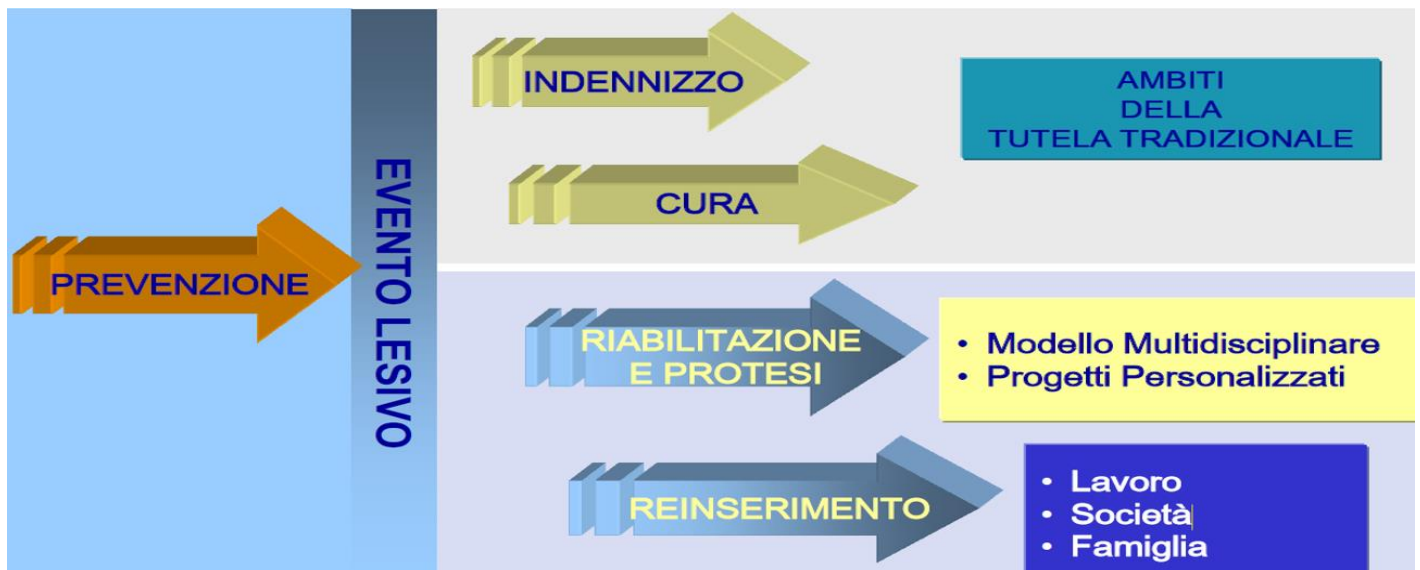 PREVENZIONE
EVENTO LESIVO
INDENNIZZO
AMBITI
DELLA
TUTELA TRADIZIONALE
CURA
RIABILITAZIONE
E PROTESI
• Modello Multidisciplinare
• Progetti Personalizzati
REINSERIMENTO
• Lavoro
• Società
• Famiglia